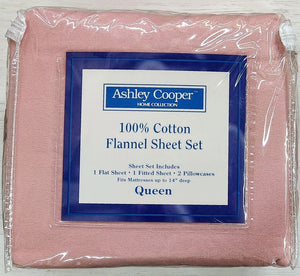 Ashley Cooper™
HOME COLLECTION
100% Cotton
Flannel Sheet Set
Sheet Set Includes
1 Flat Sheet • 1 Fitted Sheet • 2 Pillowcases
Fits Mattresses up to 14" deep
Queen